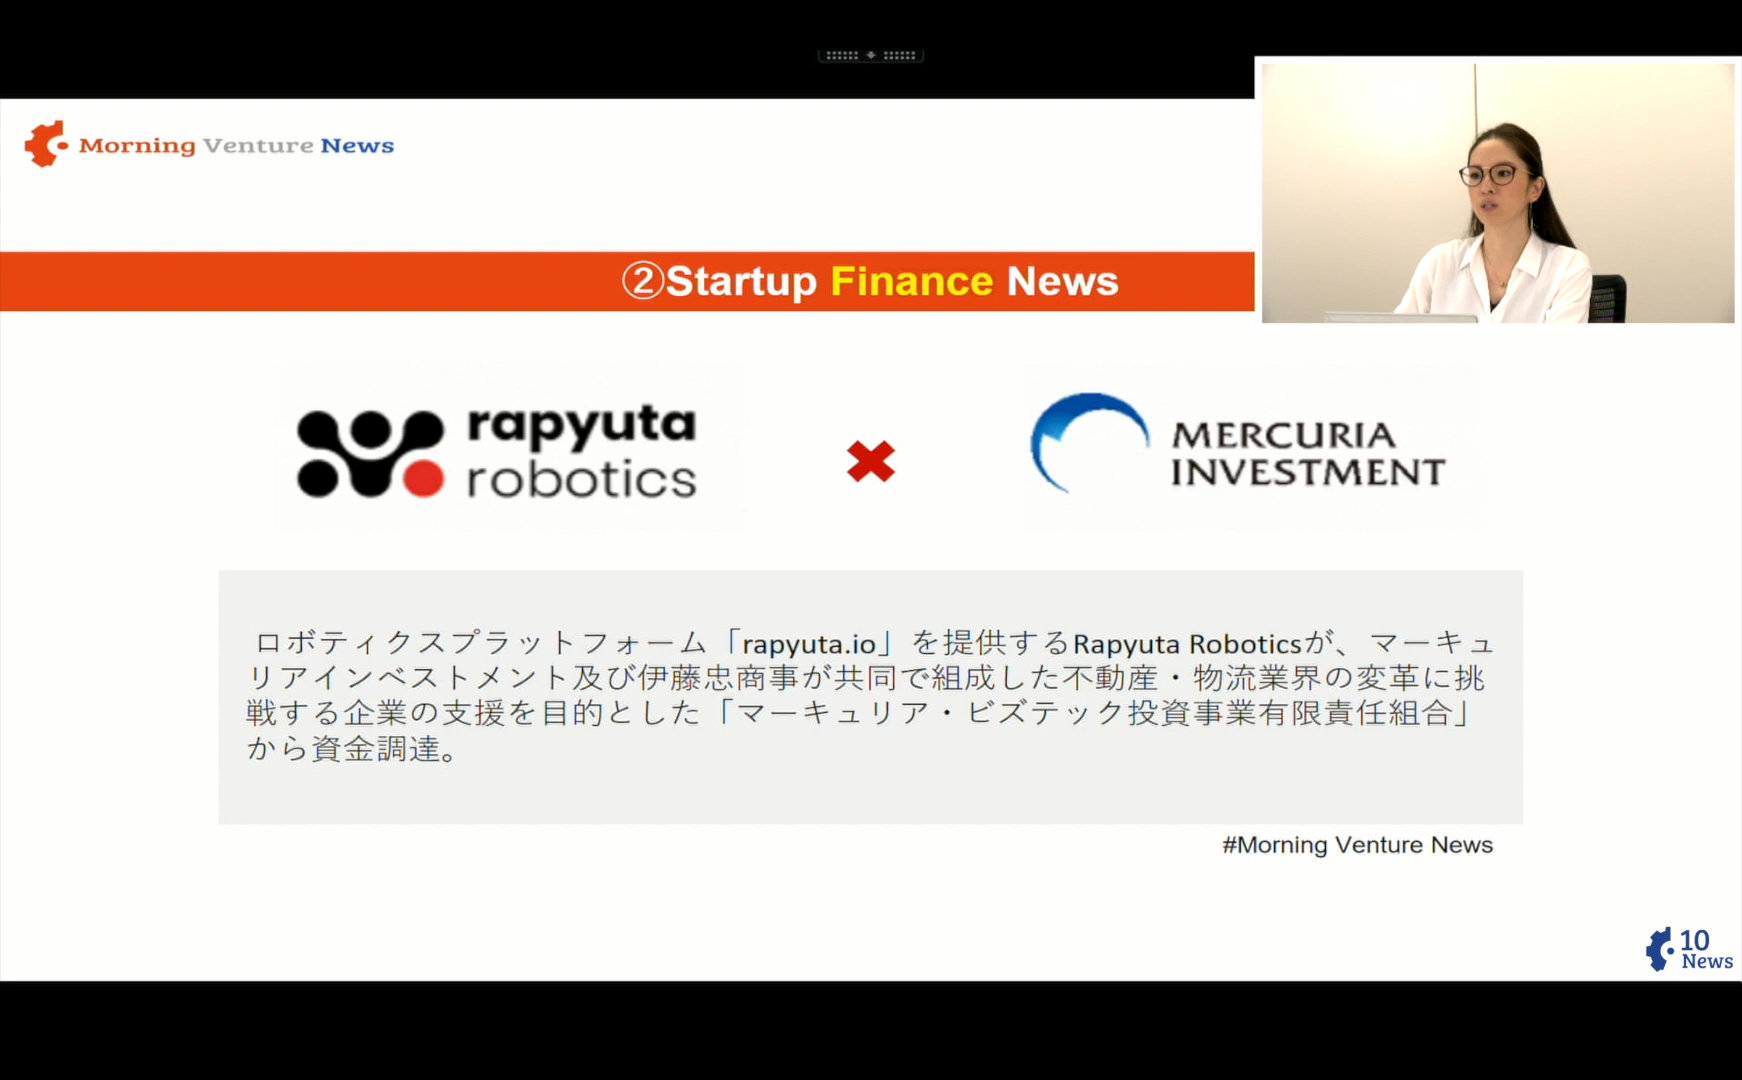 Morning Venture News
②Startup Finance News
rapyuta
robotics
MERCURIA
INVESTMENT
ロボティクスプラットフォーム「rapyuta.io」を提供するRapyuta Roboticsが、マーキュ
リアインベストメント及び伊藤忠商事が共同で組成した不動産・物流業界の変革に挑
戦する企業の支援を目的とした「マーキュリア・ビズテック投資事業有限責任組合」
から資金調達。
#Morning Venture News
10
News